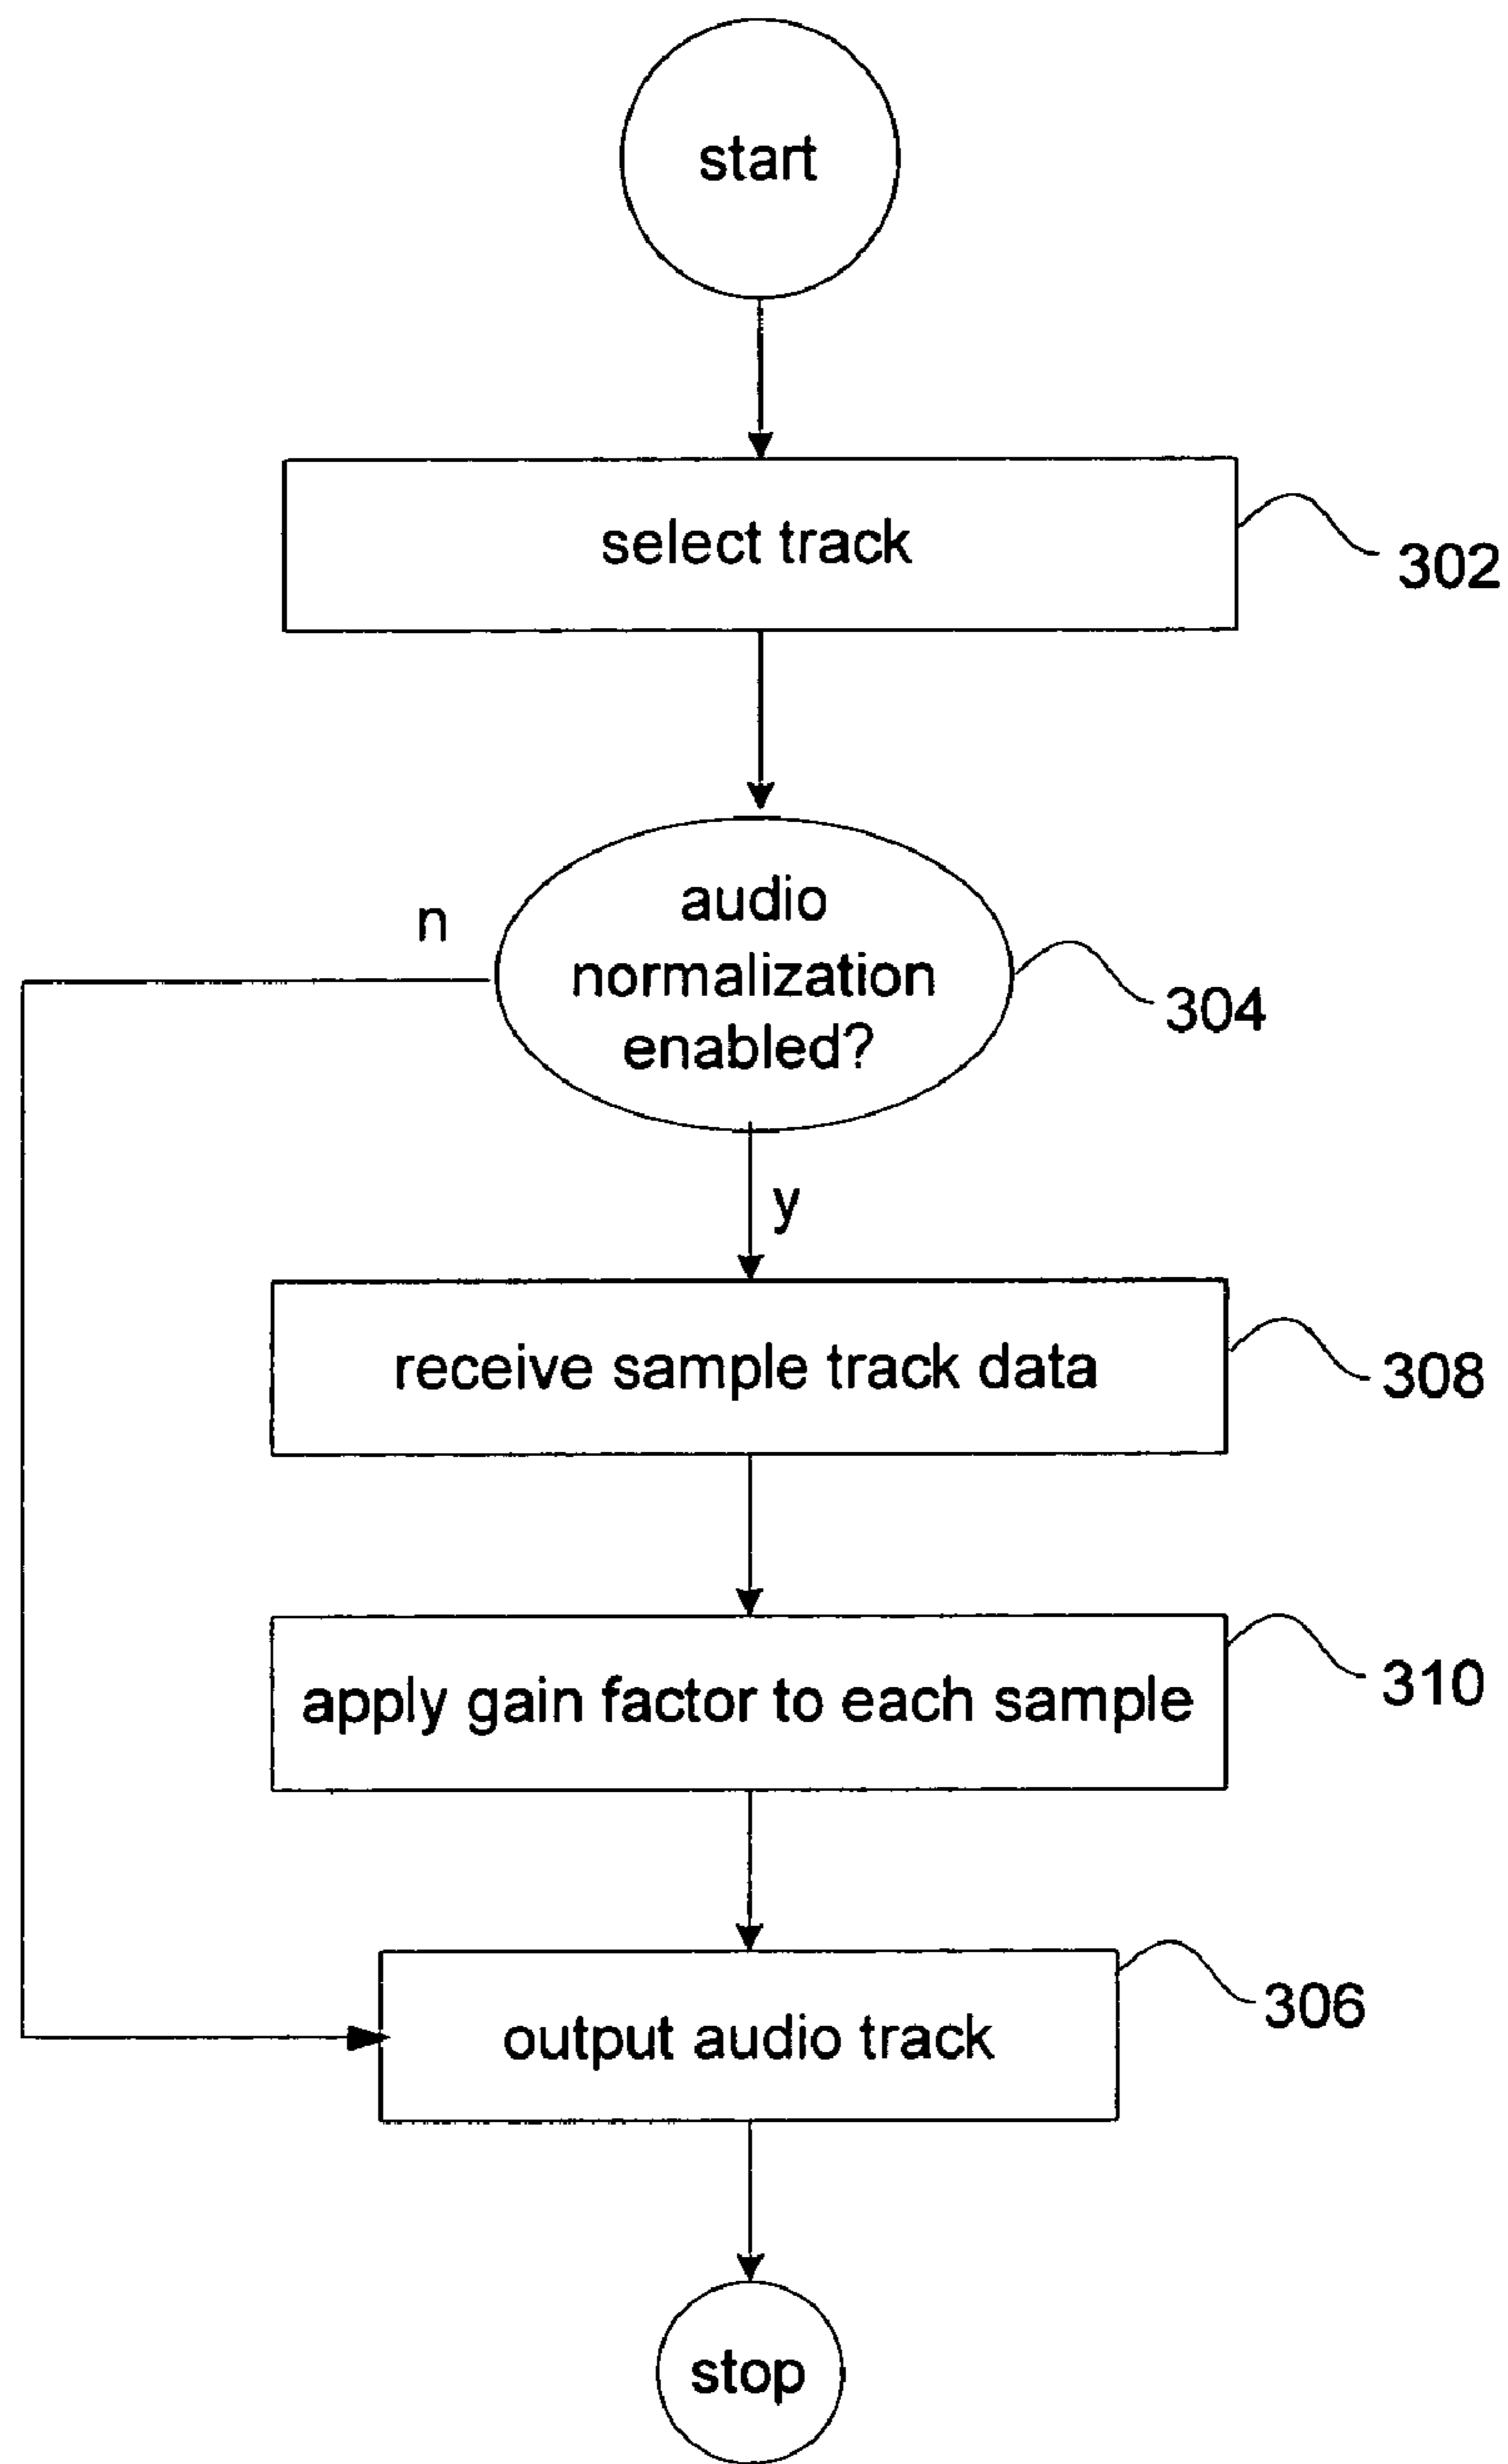 start
select track
302
audio
normalization
enabled?
n
304
y
receive sample track data
308
apply gain factor to each sample
310
output audio track
306
stop